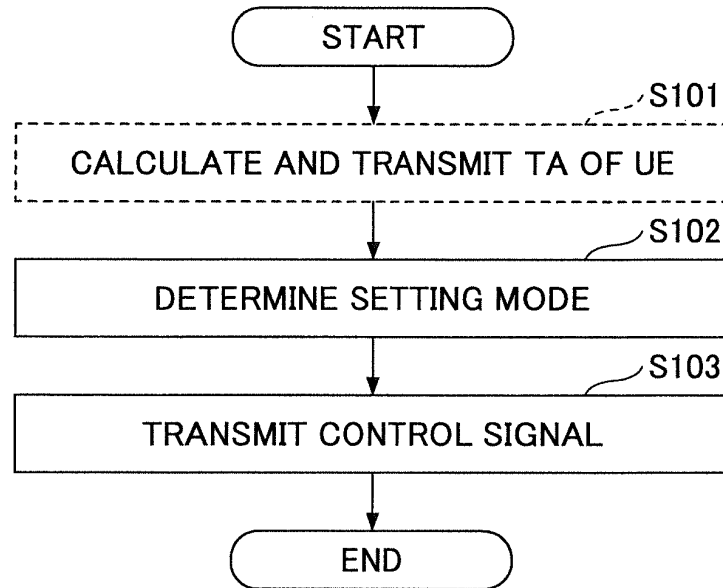 START
S101
CALCULATE AND TRANSMIT TA OF UE
S102
DETERMINE SETTING MODE
S103
TRANSMIT CONTROL SIGNAL
END